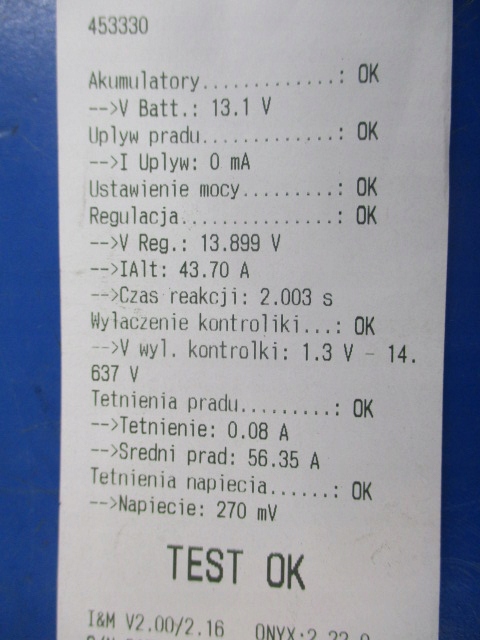 453330
Akumulatory.............: OK
-->V Batt.: 13.1 V
Uplyw pradu.............: OK
-->I Uplyw: 0 mA
Ustawienie mocy.........: OK
Regulacja...............: OK
-->V Reg.: 13.899 V
-->IAlt: 43.70 A
-->Czas reakcji: 2.003 s
Wylaczenie kontroliki...: OK
-->V wyl. kontrolki: 1.3 V - 14.
637 V
Tetnienia pradu.........: OK
-->Tetnienie: 0.08 A
-->Sredni prad: 56.35 A
Tetnienia napiecia......: OK
-->Napiecie: 270 mV
TEST OK
I&M V2.00/2.16 ONYX:2.22.0